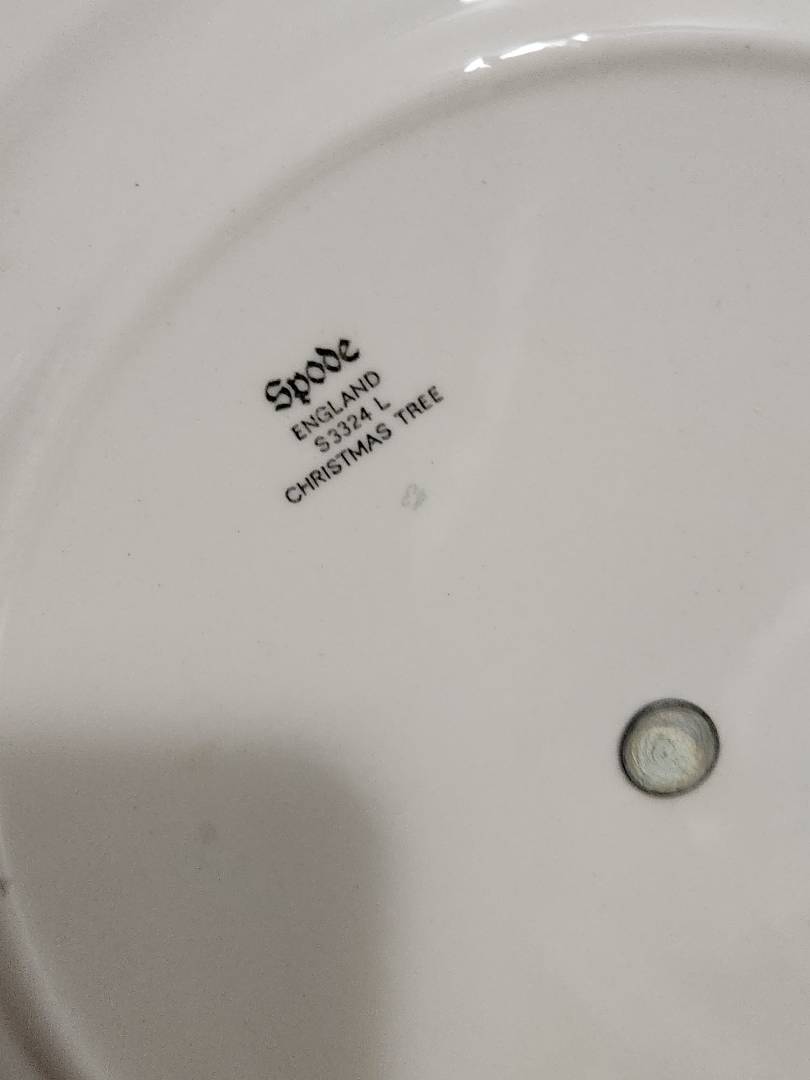 Spode
ENGLAND
S3324 L
CHRISTMAS TREE